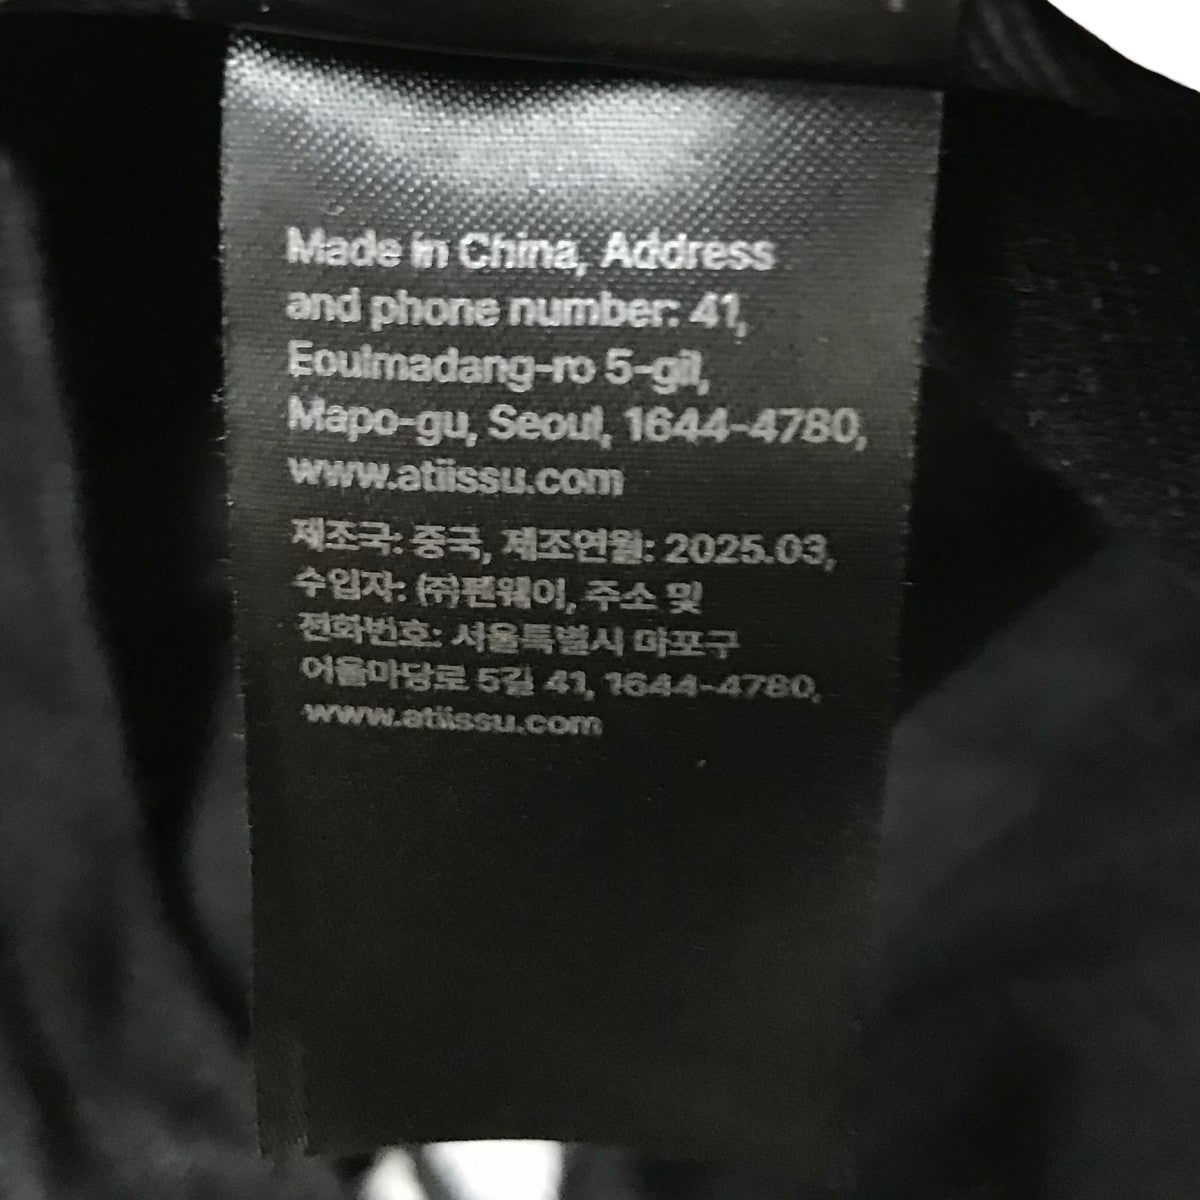 Made in China, Address
and phone number: 41,
Eoulmadang-ro 5-gil,
Mapo-gu, Seoul, 1644-4780,
www.atiissu.com
제조국: 중국, 제조연월: 2025.03,
수입자: ㈜펀웨이, 주소 및
전화번호: 서울특별시 마포구
어울마당로 5길 41, 1644-4780,
www.atiissu.com